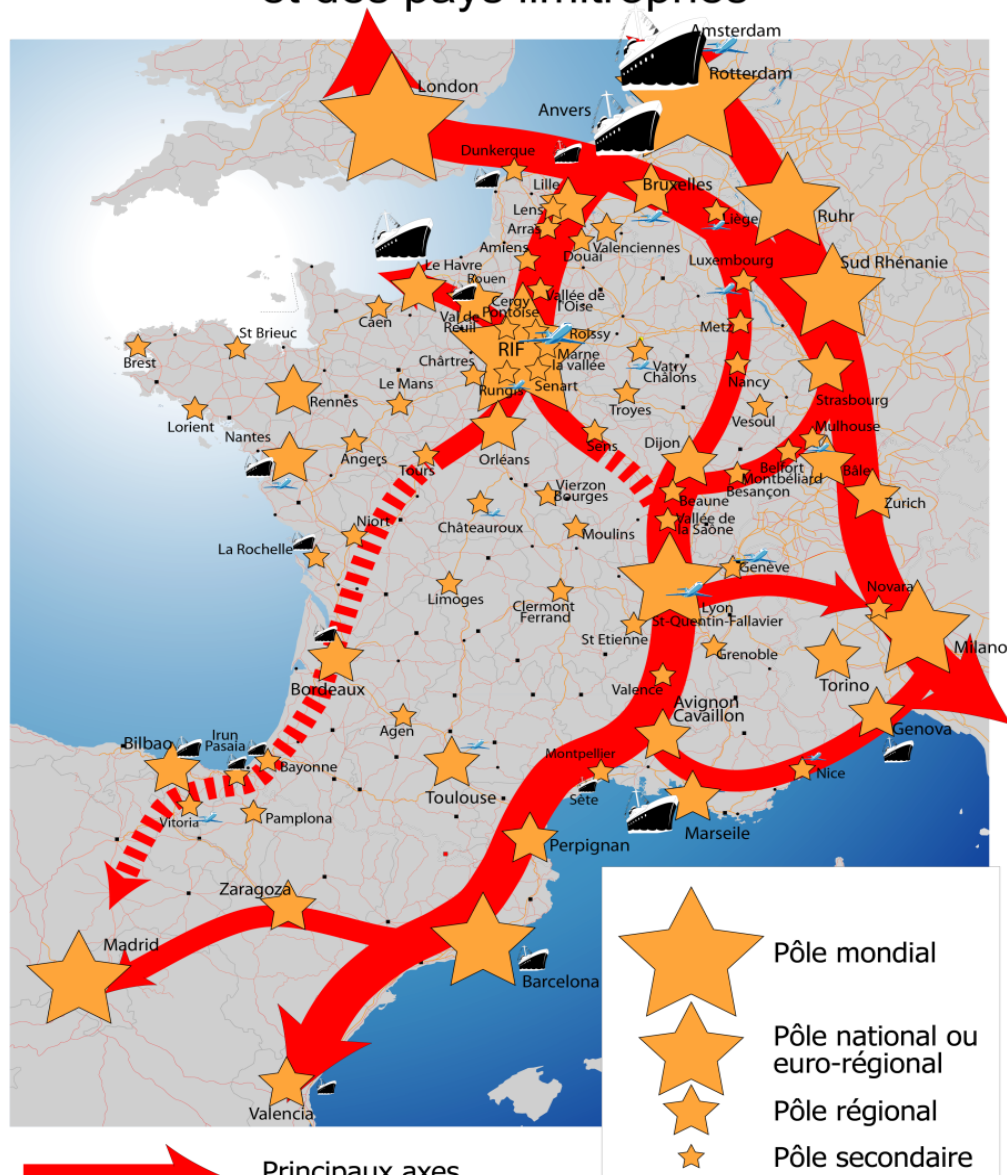 et des pays limitrophes
Amsterdam
Rotterdam
London
Anvers
Dunkerque
Lille
Bruxelles
Lens
Liège
Ruhr
Arras
Amiens
Douai
Valenciennes
Luxembourg
Sud Rhénanie
Le Havre
Rouen
Vallée de
l'Oise
Cergy
Pontoise
Val de
Reuil
Caen
Metz
St Brieuc
Roissy
RIF
Marne
la vallée
Brest
Chârtres
Vatry
Châlons
Le Mans
Rungis
Senart
Nancy
Rennes
Troyes
Strasbourg
Lorient
Vesoul
Mulhouse
Nantes
Sens
Dijon
Angers
Tours
Orléans
Belfort
Montbéliard
Bâle
Besançon
Vierzon
Bourges
Beaune
Zurich
Châteauroux
Niort
Moulins
Vallée de
la Saône
La Rochelle
Genève
Novara
Limoges
Clermont
Ferrand
Lyon
St-Quentin-Fallavier
St Etienne
Grenoble
Milano
Bordeaux
Valence
Torino
Avignon
Cavaillon
Agen
Genova
Irun
Pasaia
Bilbao
Bayonne
Montpellier
Nice
Toulouse
Séte
Vitoria
Pamplona
Marseile
Perpignan
Zaragoza
Madrid
Barcelona
Valencia
Pôle mondial
Pôle national ou
euro-régional
Pôle régional
Pôle secondaire
Principaux axes